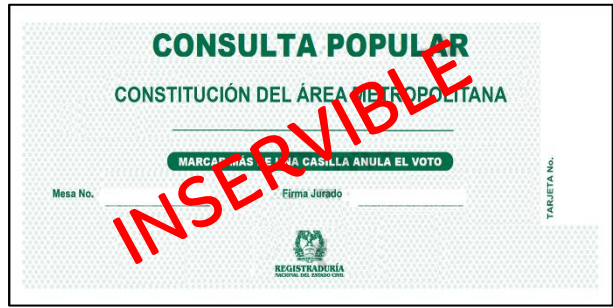 CONSULTA POPULAR
CONSTITUCIÓN DEL ÁREA METROPOLITANA
MARCAR MÁS DE UNA CASILLA ANULA EL VOTO
Mesa No.
Firma Jurado
TARJETA No.
INSERVIBLE
REGISTRADURÍA
NACIONAL DEL ESTADO CIVIL